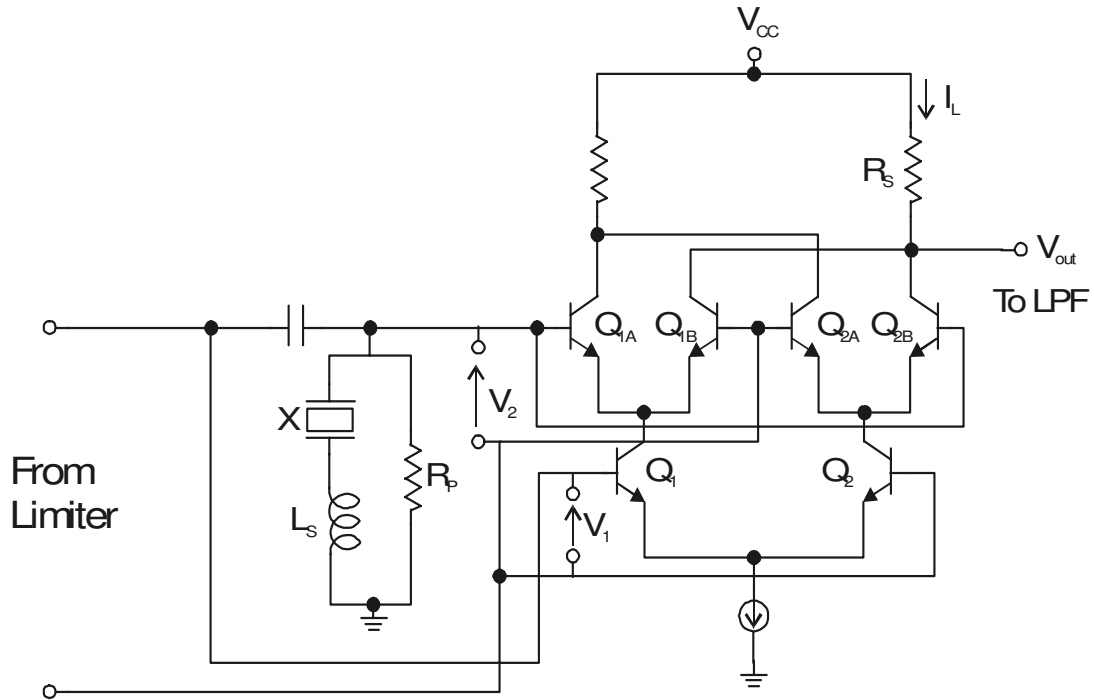 V_CC
I_L
R_S
V_out
To LPF
Q_1A
Q_1B
Q_2A
Q_2B
V_2
X
R_P
L_S
From
Limiter
Q_1
Q_2
V_1